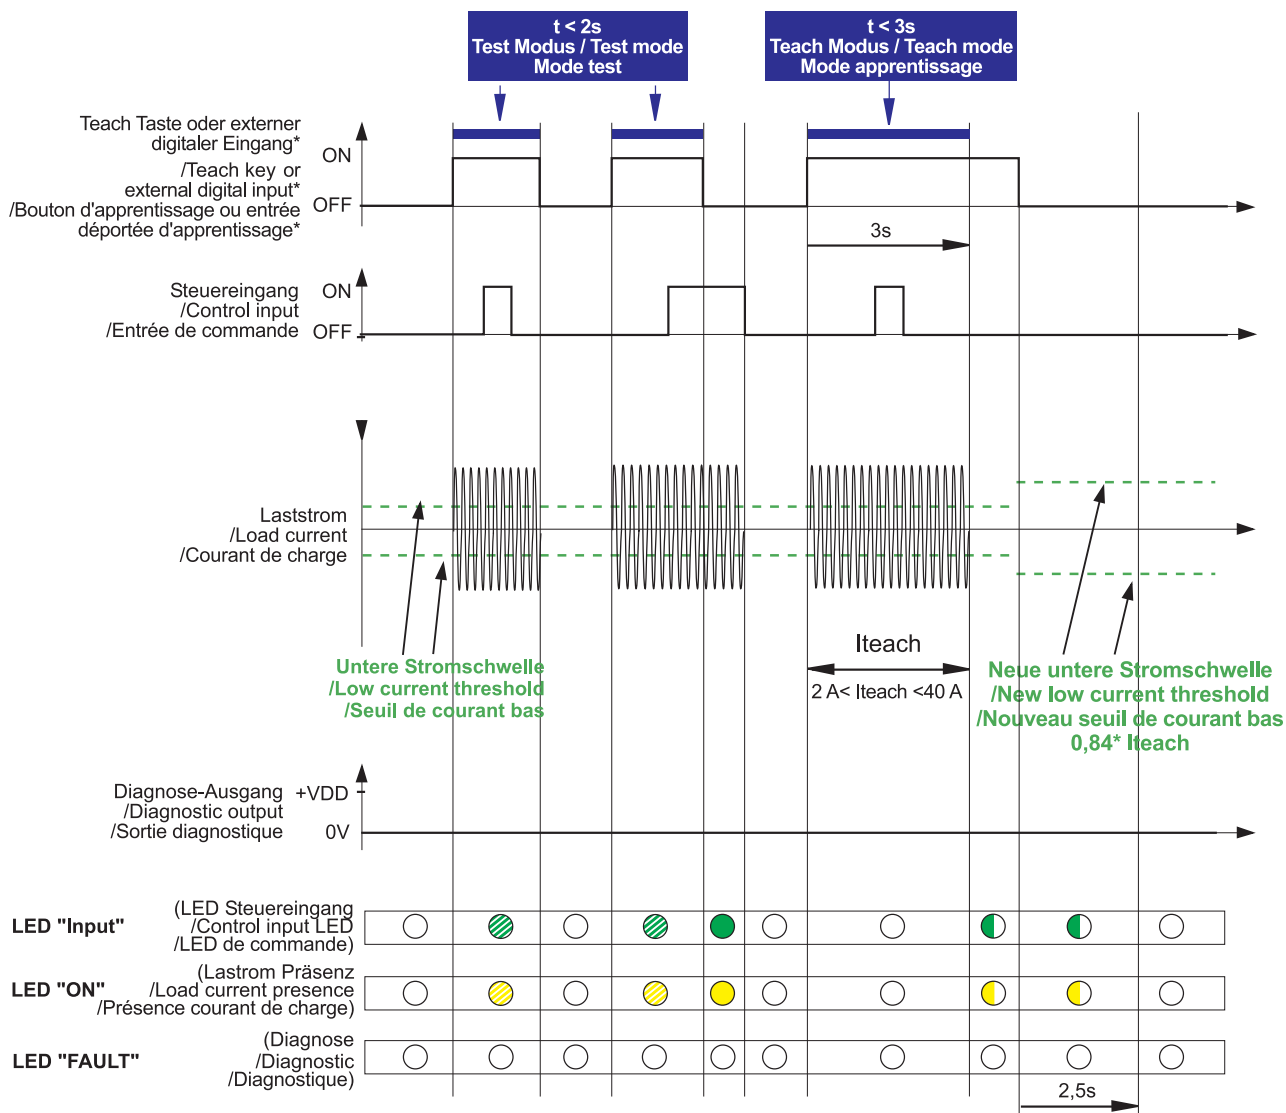 t < 2s
Test Modus / Test mode
Mode test
t < 3s
Teach Modus / Teach mode
Mode apprentissage
Teach Taste oder externer
digitaler Eingang*
/Teach key or
external digital input*
/Bouton d'apprentissage ou entrée
déportée d'apprentissage*
ON
OFF
3s
Steuereingang
/Control input
/Entrée de commande
ON
OFF
Laststrom
/Load current
/Courant de charge
Untere Stromschwelle
/Low current threshold
/Seuil de courant bas
Iteach
2 A< Iteach <40 A
Neue untere Stromschwelle
/New low current threshold
/Nouveau seuil de courant bas
0,84* Iteach
Diagnose-Ausgang
/Diagnostic output
/Sortie diagnostique
+VDD
0V
LED "Input"
(LED Steuereingang
/Control input LED
/LED de commande)
LED "ON"
(Lastrom Präsenz
/Load current presence
/Présence courant de charge)
LED "FAULT"
(Diagnose
/Diagnostic
/Diagnostique)
2,5s